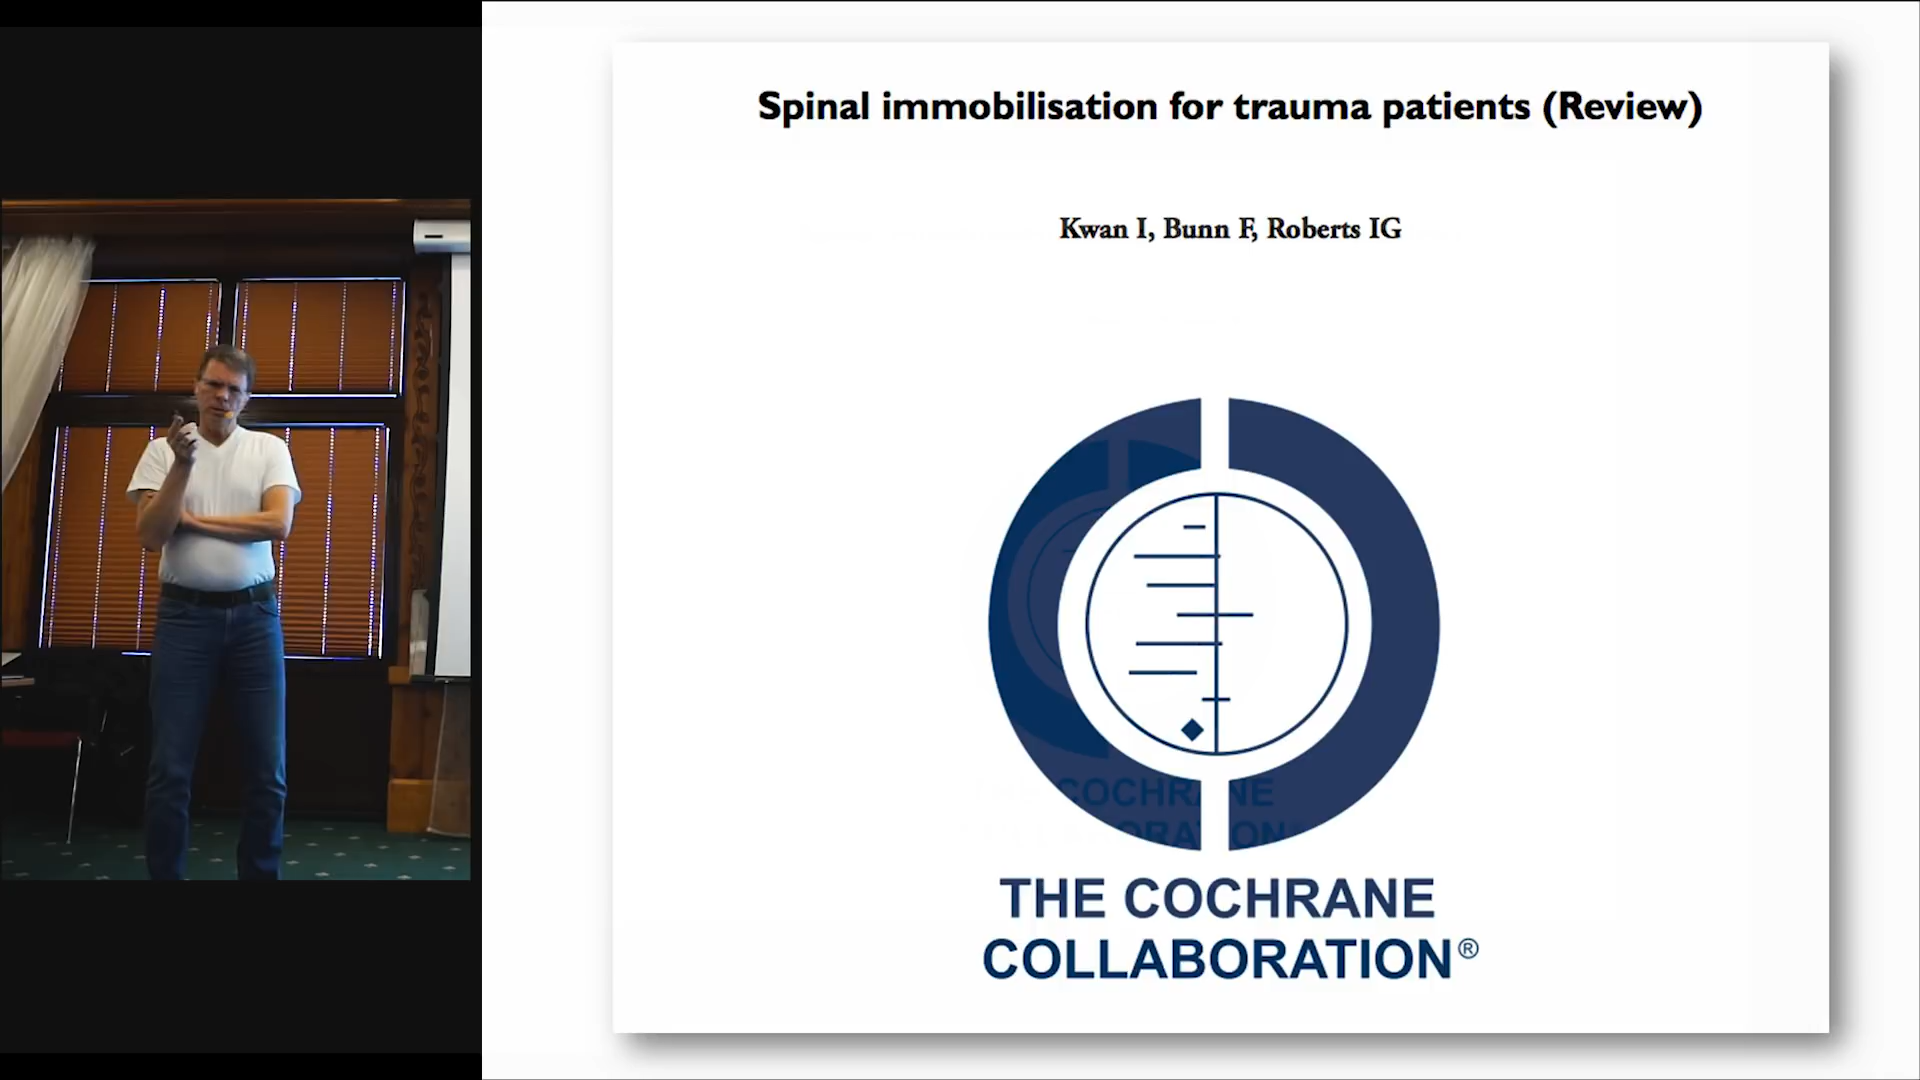 Spinal immobilisation for trauma patients (Review)
Kwan I, Bunn F, Roberts IG
THE COCHRANE
COLLABORATION®